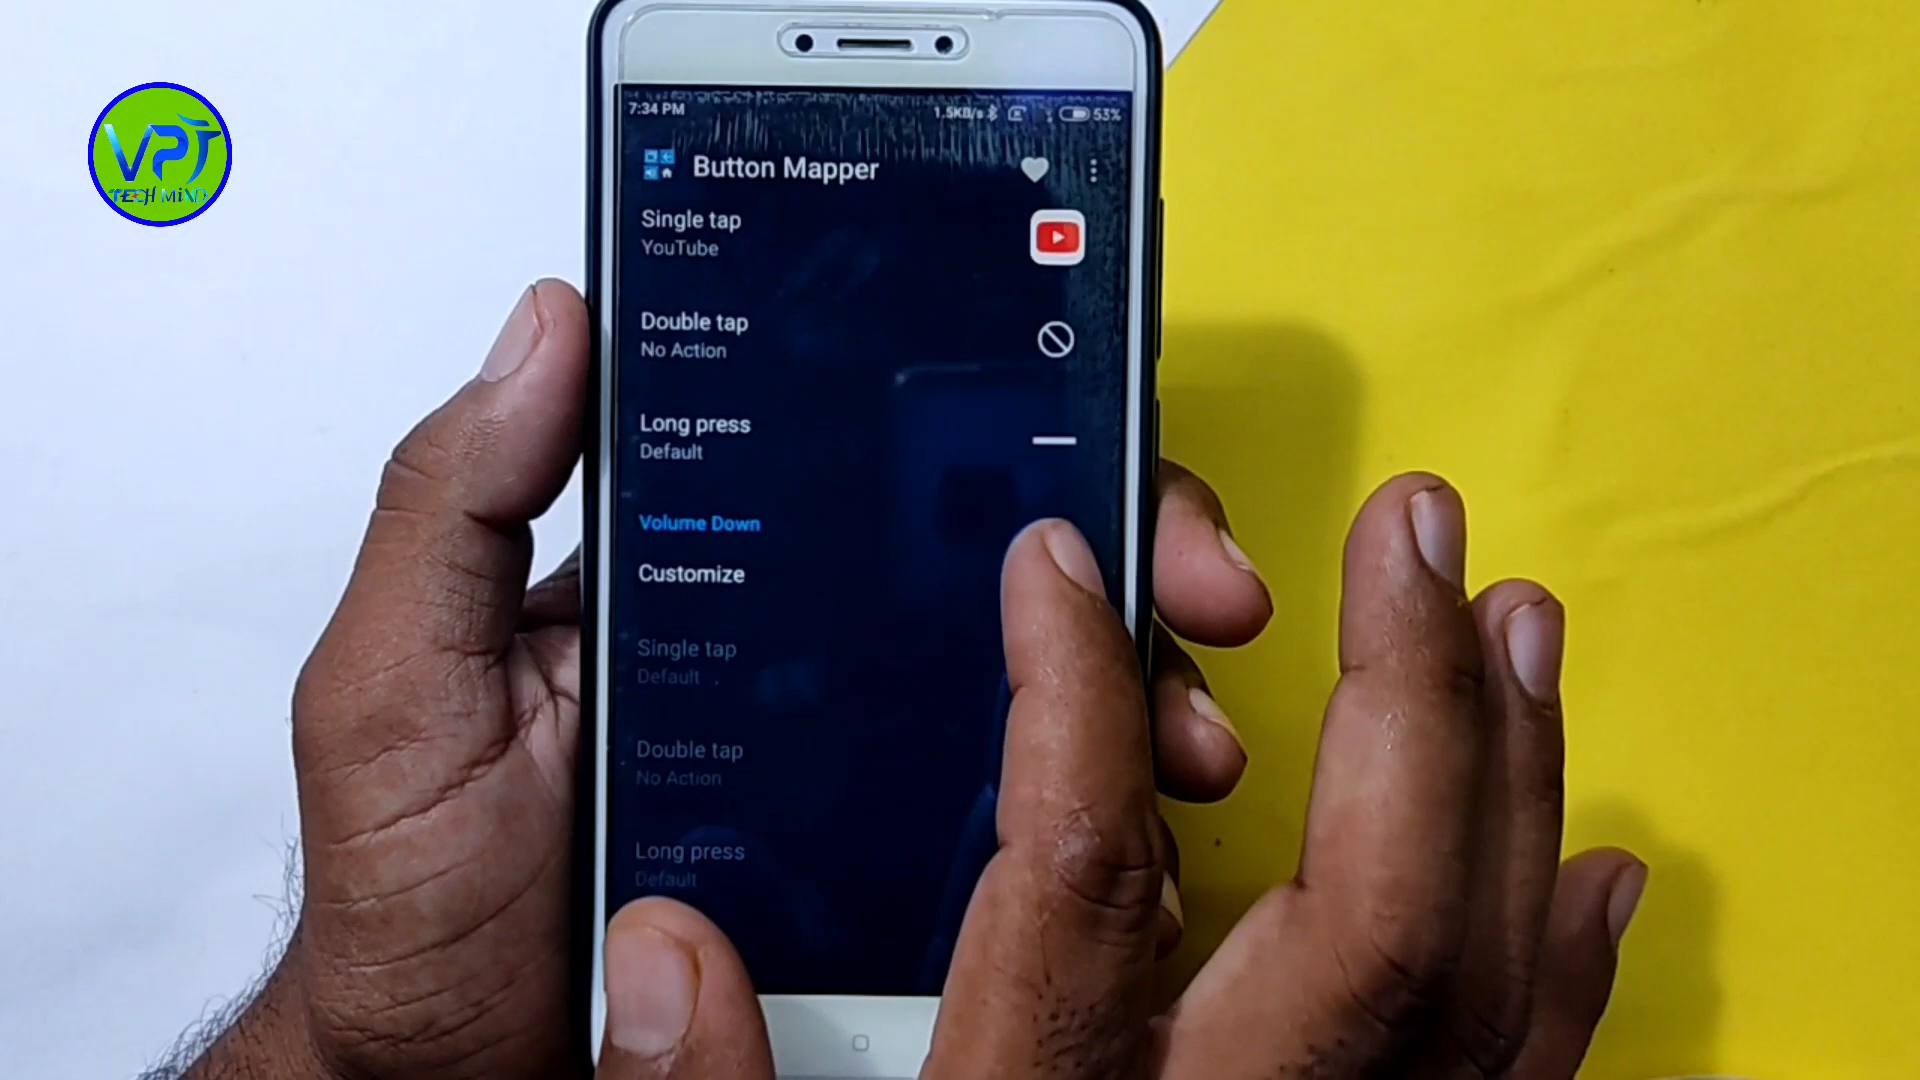 VPT
TECH MIND
7:34 PM
1.5KB/s
53%
Button Mapper
Single tap
YouTube
Double tap
No Action
Long press
Default
Volume Down
Customize
Single tap
Default
Double tap
No Action
Long press
Default